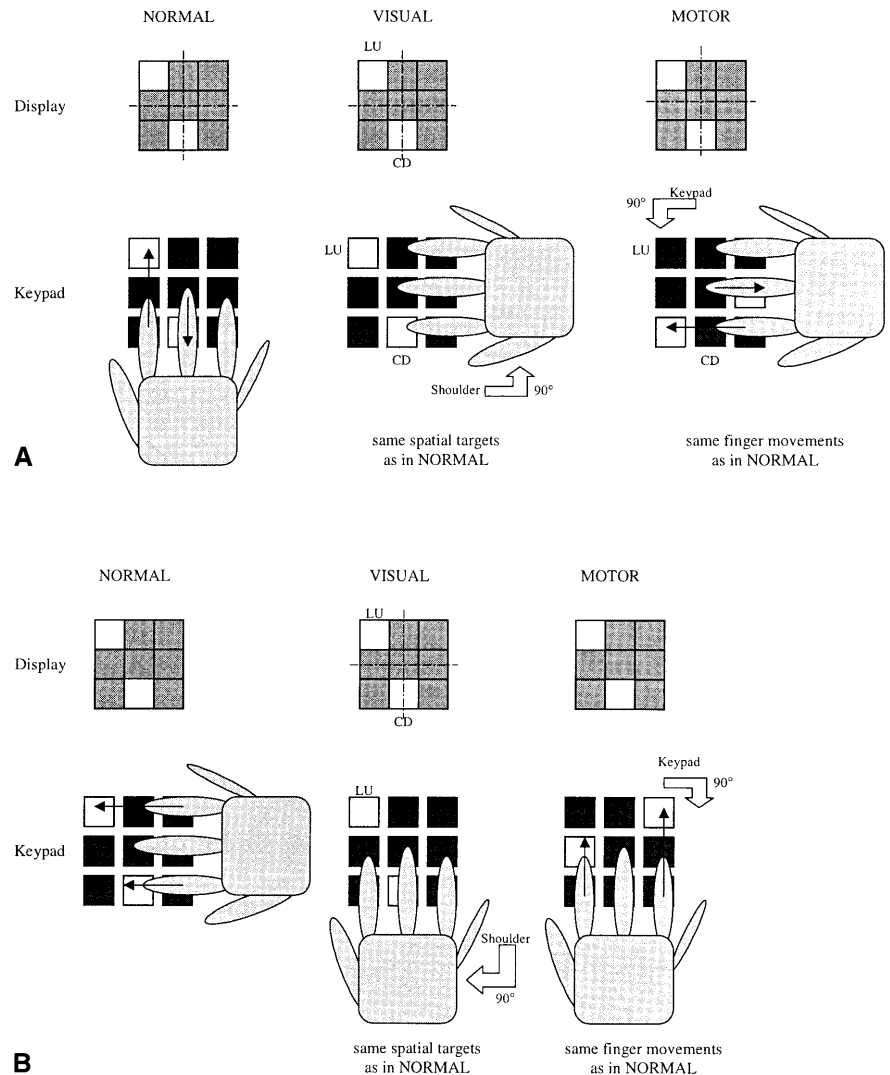 NORMAL VISUAL MOTOR
LU
Display
CD
Keypad
90°
LU LU
Keypad
CD CD
Shoulder 90°
same spatial targets same finger movements
A as in NORMAL as in NORMAL
NORMAL VISUAL MOTOR
LU
Display
CD
Keypad
90°
LU
Keypad
Shoulder
90°
same spatial targets same finger movements
B as in NORMAL as in NORMAL